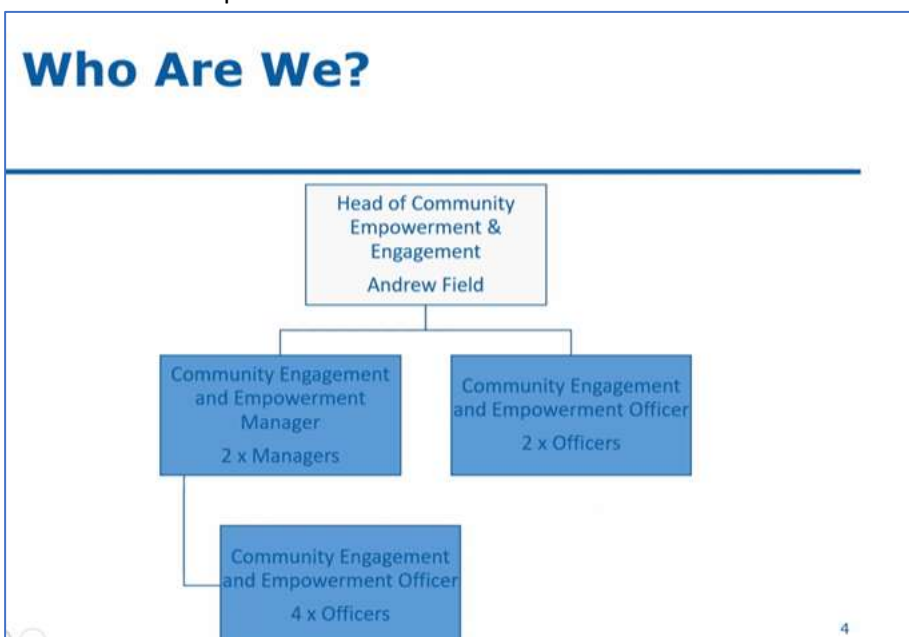 Who Are We?
Head of Community
Empowerment &
Engagement
Andrew Field
Community Engagement
and Empowerment
Manager
2 x Managers
Community Engagement
and Empowerment Officer
2 x Officers
Community Engagement
and Empowerment Officer
4 x Officers
4